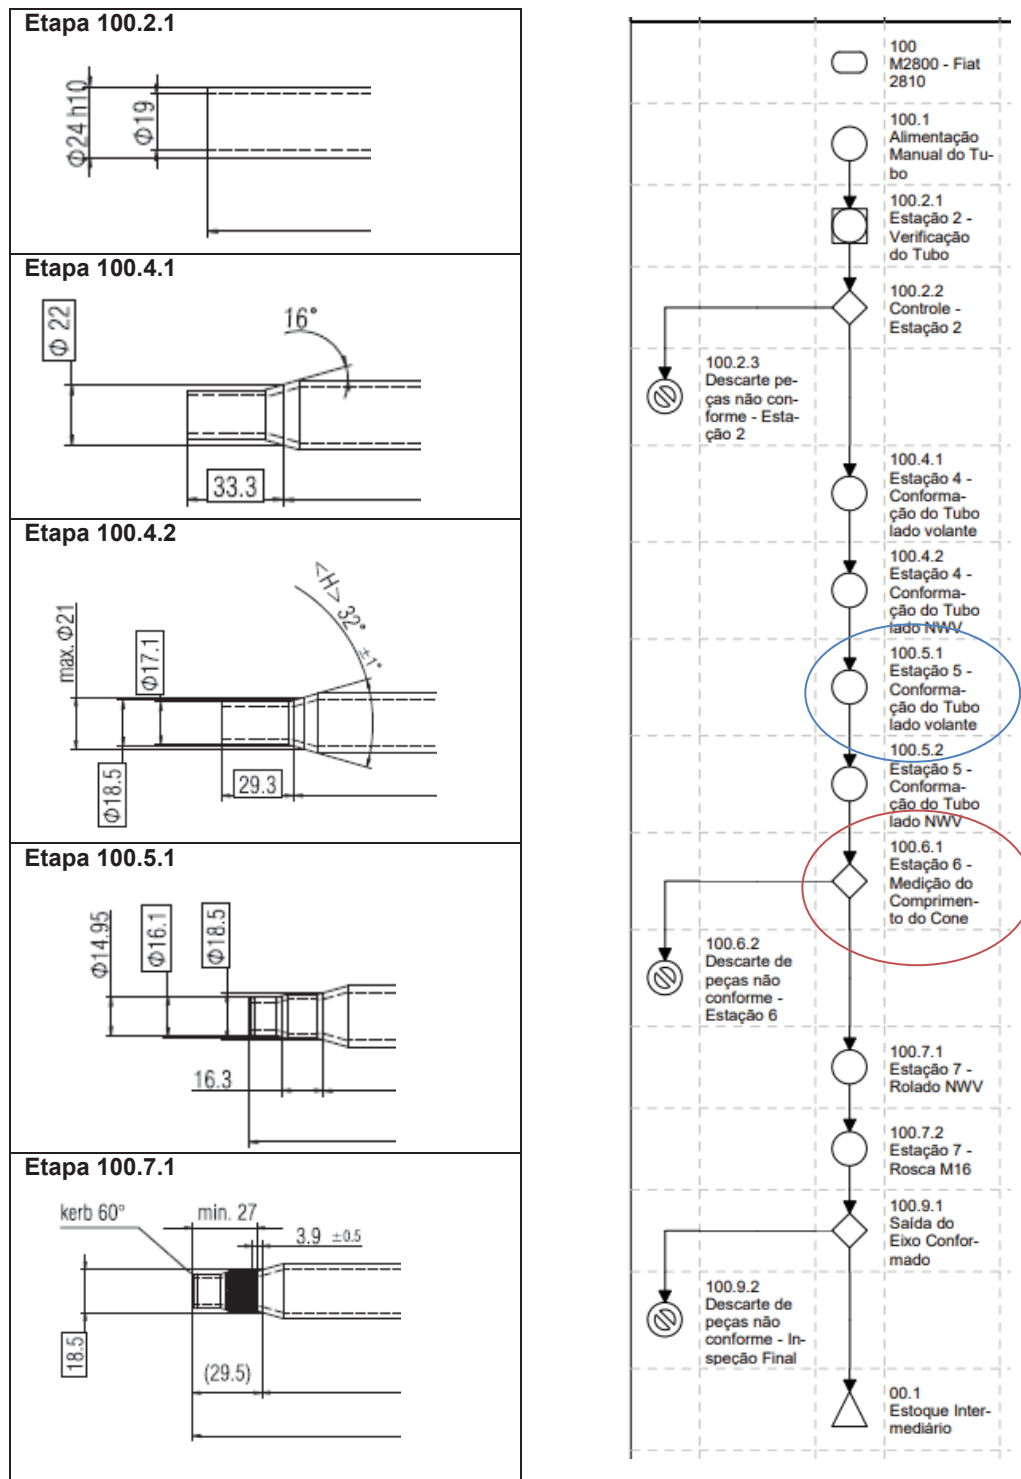 Etapa 100.2.1
Φ24 h10
Φ19
Etapa 100.4.1
Φ 22
16°
33.3
Etapa 100.4.2
max. Φ21
Φ18.5
Φ17.1
<H> 32° ±1°
29.3
Etapa 100.5.1
Φ14.95
Φ16.1
Φ18.5
16.3
Etapa 100.7.1
kerb 60°
min. 27
3.9 ±0.5
18.5
(29.5)
100
M2800 - Fiat
2810
100.1
Alimentação
Manual do Tu-
bo
100.2.1
Estação 2 -
Verificação
do Tubo
100.2.2
Controle -
Estação 2
100.2.3
Descarte pe-
ças não con-
forme - Esta-
ção 2
100.4.1
Estação 4 -
Conforma-
ção do Tubo
lado volante
100.4.2
Estação 4 -
Conforma-
ção do Tubo
lado NWV
100.5.1
Estação 5 -
Conforma-
ção do Tubo
lado volante
100.5.2
Estação 5 -
Conforma-
ção do Tubo
lado NWV
100.6.1
Estação 6 -
Medição do
Comprimen-
to do Cone
100.6.2
Descarte de
peças não
conforme -
Estação 6
100.7.1
Estação 7 -
Rolado NWV
100.7.2
Estação 7 -
Rosca M16
100.9.1
Saída do
Eixo Confor-
mado
100.9.2
Descarte de
peças não
conforme - In-
speção Final
00.1
Estoque Inter-
mediário